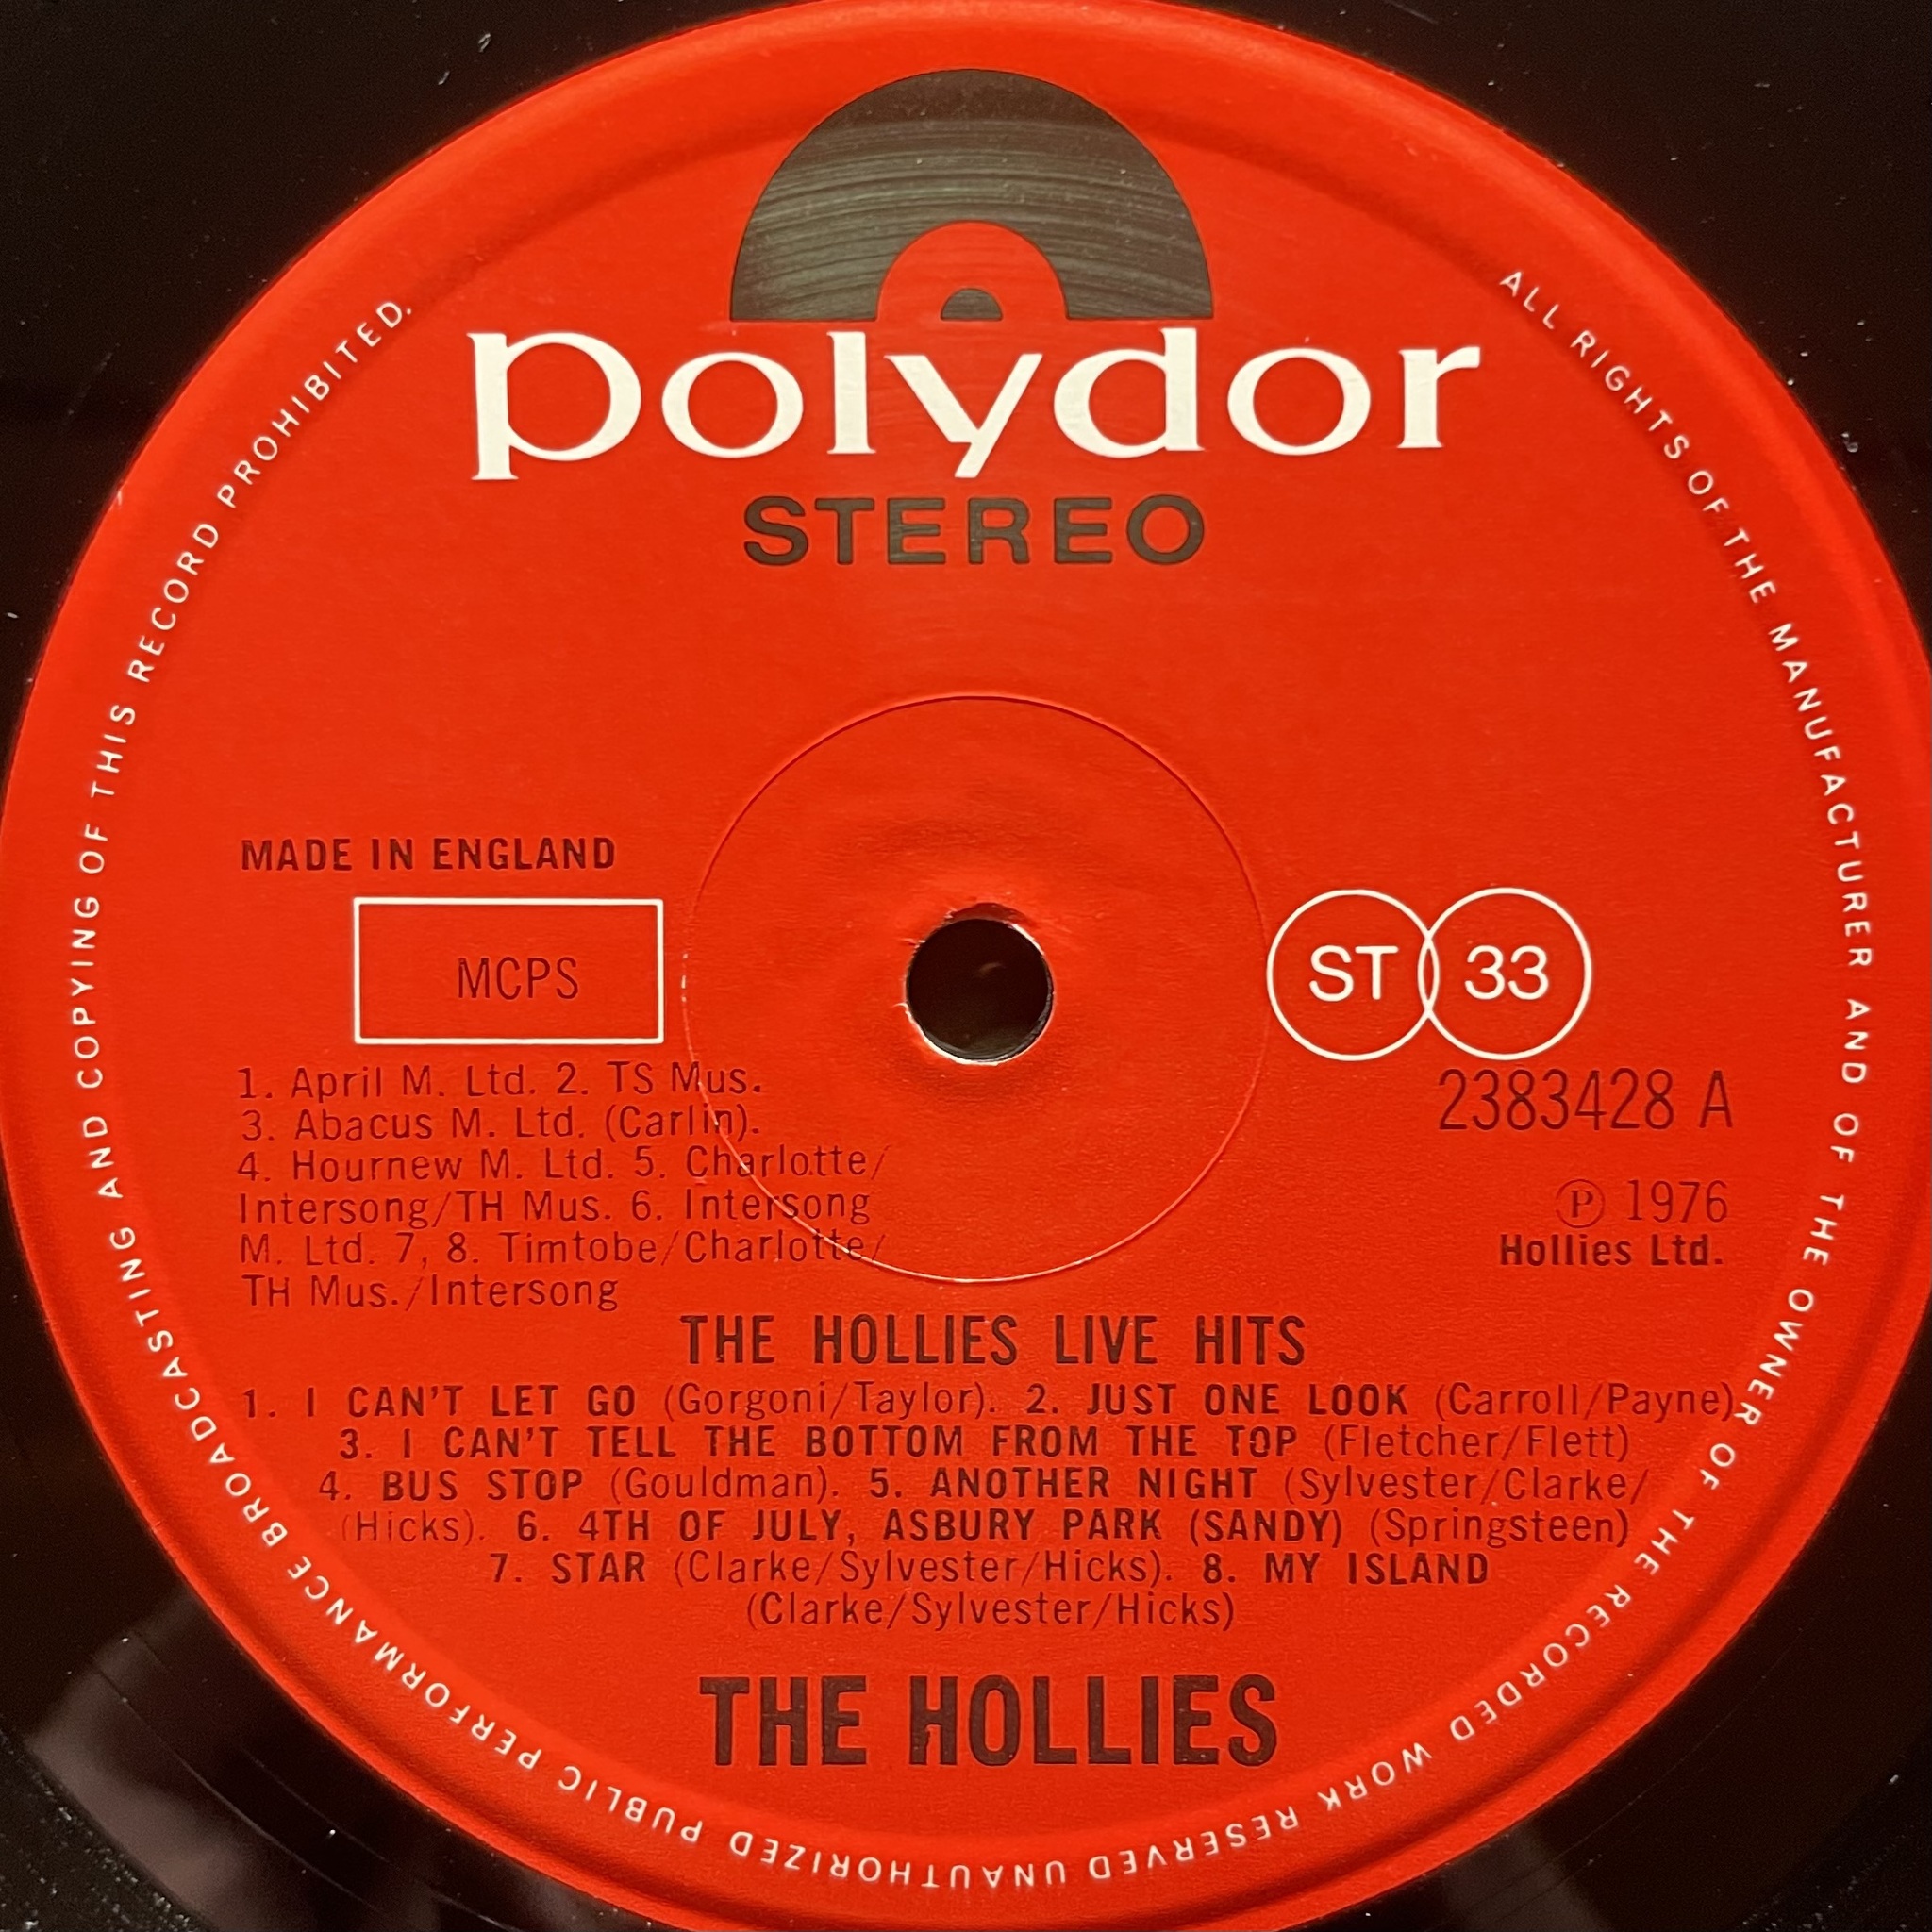 polydor
STEREO
MADE IN ENGLAND
MCPS
ST 33
1. April M. Ltd. 2. TS Mus.
3. Abacus M. Ltd. (Carlin).
4. Hournew M. Ltd. 5. Charlotte/
Intersong/TH Mus. 6. Intersong
M. Ltd. 7, 8. Timtobe/Charlotte/
TH Mus./Intersong
2383428 A
Ⓟ 1976
Hollies Ltd.
THE HOLLIES LIVE HITS
1. I CAN'T LET GO (Gorgoni/Taylor). 2. JUST ONE LOOK (Carroll/Payne).
3. I CAN'T TELL THE BOTTOM FROM THE TOP (Fletcher/Flett)
4. BUS STOP (Gouldman). 5. ANOTHER NIGHT (Sylvester/Clarke/
(Hicks). 6. 4TH OF JULY, ASBURY PARK (SANDY) (Springsteen)
7. STAR (Clarke/Sylvester/Hicks). 8. MY ISLAND
(Clarke/Sylvester/Hicks)
THE HOLLIES
ALL RIGHTS OF THE MANUFACTURER AND OF THE OWNER OF THE RECORDED WORK RESERVED UNAUTHORIZED PUBLIC PERFORMANCE BROADCASTING AND COPYING OF THIS RECORD PROHIBITED.